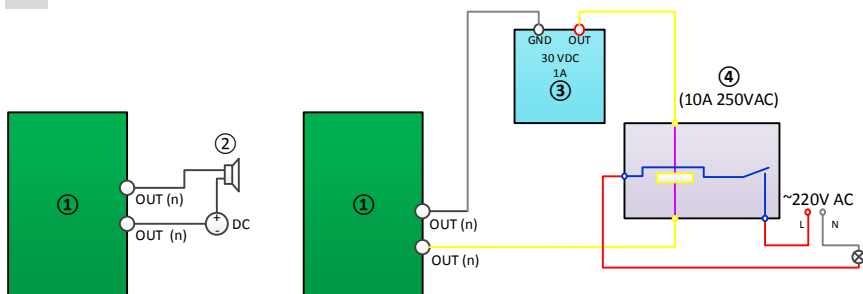 ①
②
OUT (n)
OUT (n)
+
-
DC
①
OUT (n)
OUT (n)
GND
OUT
30 VDC
1A
③
④
(10A 250VAC)
~220V AC
L
N